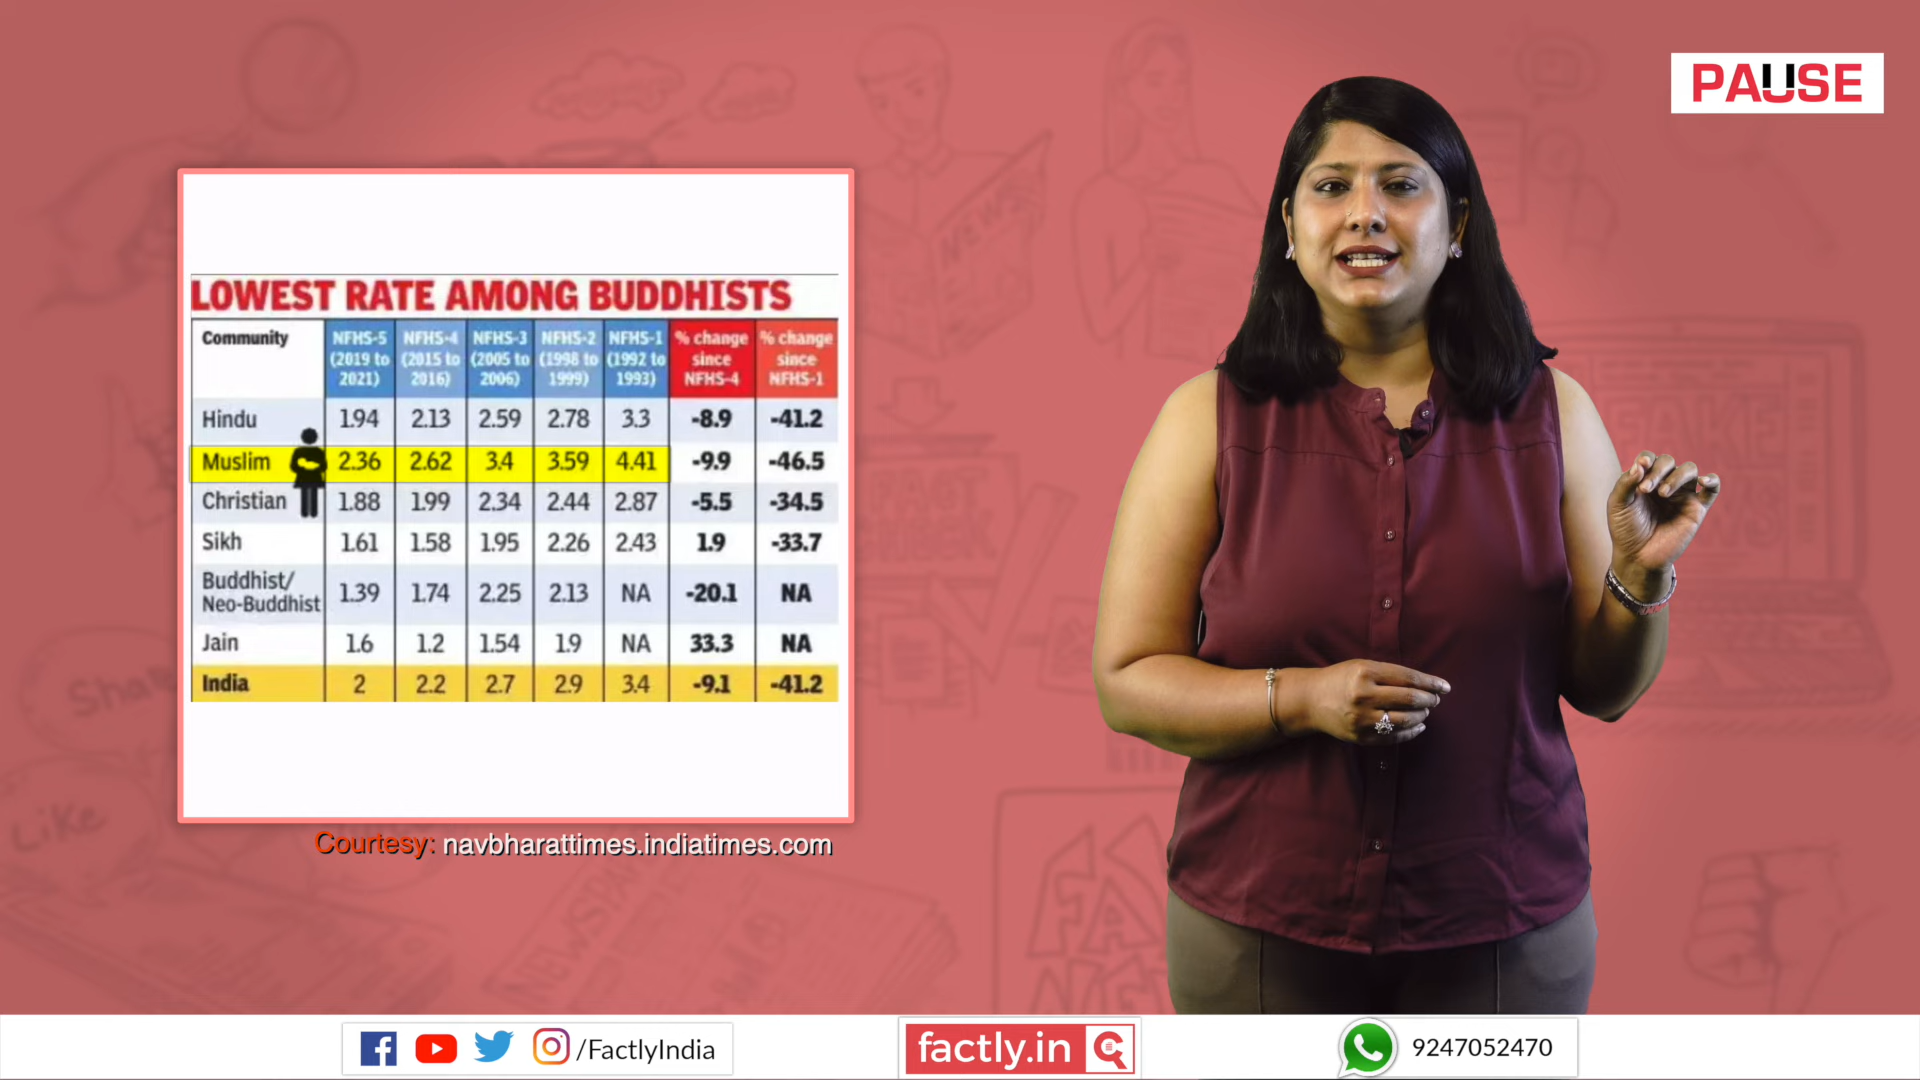 PAUSE
LOWEST RATE AMONG BUDDHISTS
Community NFHS-5 (2019 to 2021) NFHS-4 (2015 to 2016) NFHS-3 (2005 to 2006) NFHS-2 (1998 to 1999) NFHS-1 (1992 to 1993) % change since NFHS-4 % change since NFHS-1
Hindu 1.94 2.13 2.59 2.78 3.3 -8.9 -41.2
Muslim 2.36 2.62 3.4 3.59 4.41 -9.9 -46.5
Christian 1.88 1.99 2.34 2.44 2.87 -5.5 -34.5
Sikh 1.61 1.58 1.95 2.26 2.43 1.9 -33.7
Buddhist/ Neo-Buddhist 1.39 1.74 2.25 2.13 NA -20.1 NA
Jain 1.6 1.2 1.54 1.9 NA 33.3 NA
India 2 2.2 2.7 2.9 3.4 -9.1 -41.2
Courtesy: navbharattimes.indiatimes.com
NEWS
FACT CHECK
FAKE NEWS
Share
Like
/FactlyIndia
factly.in
9247052470